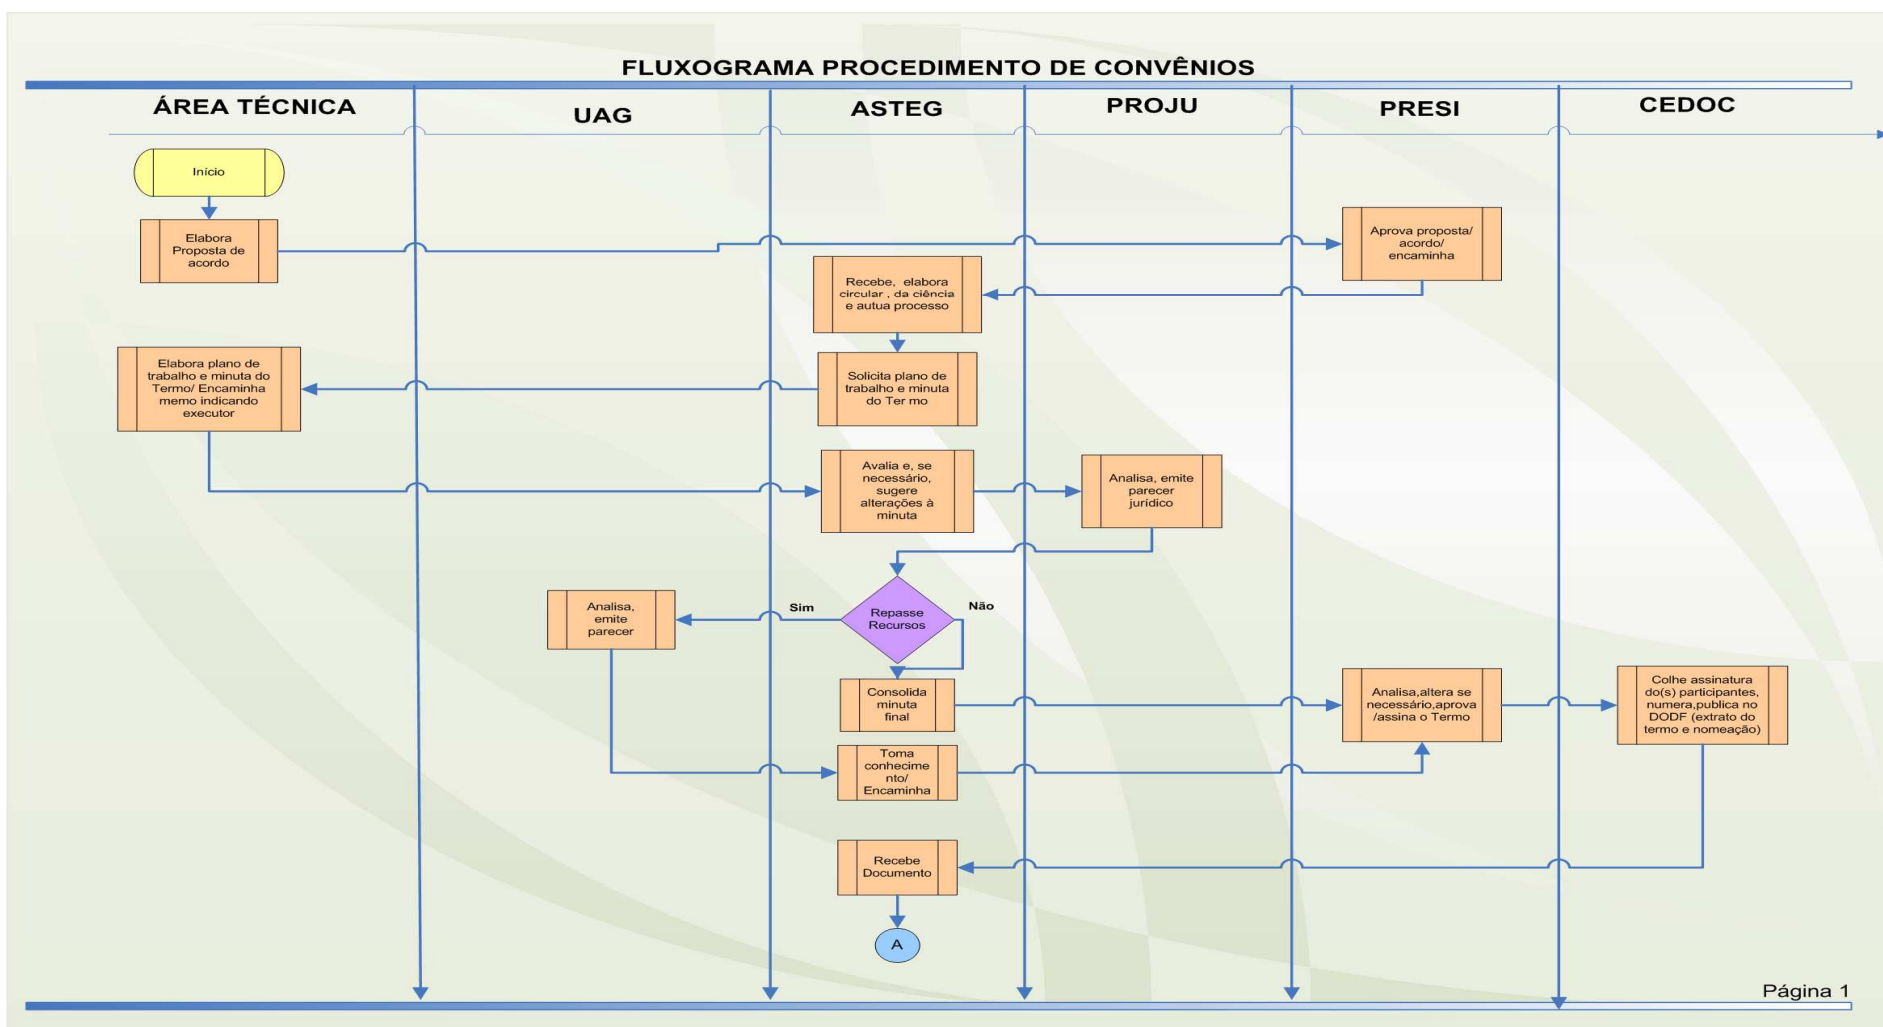 FLUXOGRAMA PROCEDIMENTO DE CONVÊNIOS
ÁREA TÉCNICA
UAG
ASTEG
PROJU
PRESI
CEDOC
Início
Elabora
Proposta de
acordo
Aprova proposta/
acordo/
encaminha
Recebe, elabora
circular , da ciência
e autua processo
Solicita plano de
trabalho e minuta
do Ter mo
Elabora plano de
trabalho e minuta do
Termo/ Encaminha
memo indicando
executor
Avalia e, se
necessário,
sugere
alterações à
minuta
Analisa, emite
parecer
jurídico
Repasse
Recursos
Sim
Não
Analisa,
emite
parecer
Consolida
minuta
final
Analisa,altera se
necessário,aprova
/assina o Termo
Colhe assinatura
do(s) participantes,
numera,publica no
DODF (extrato do
termo e nomeação)
Toma
conhecime
nto/
Encaminha
Recebe
Documento
A
Página 1